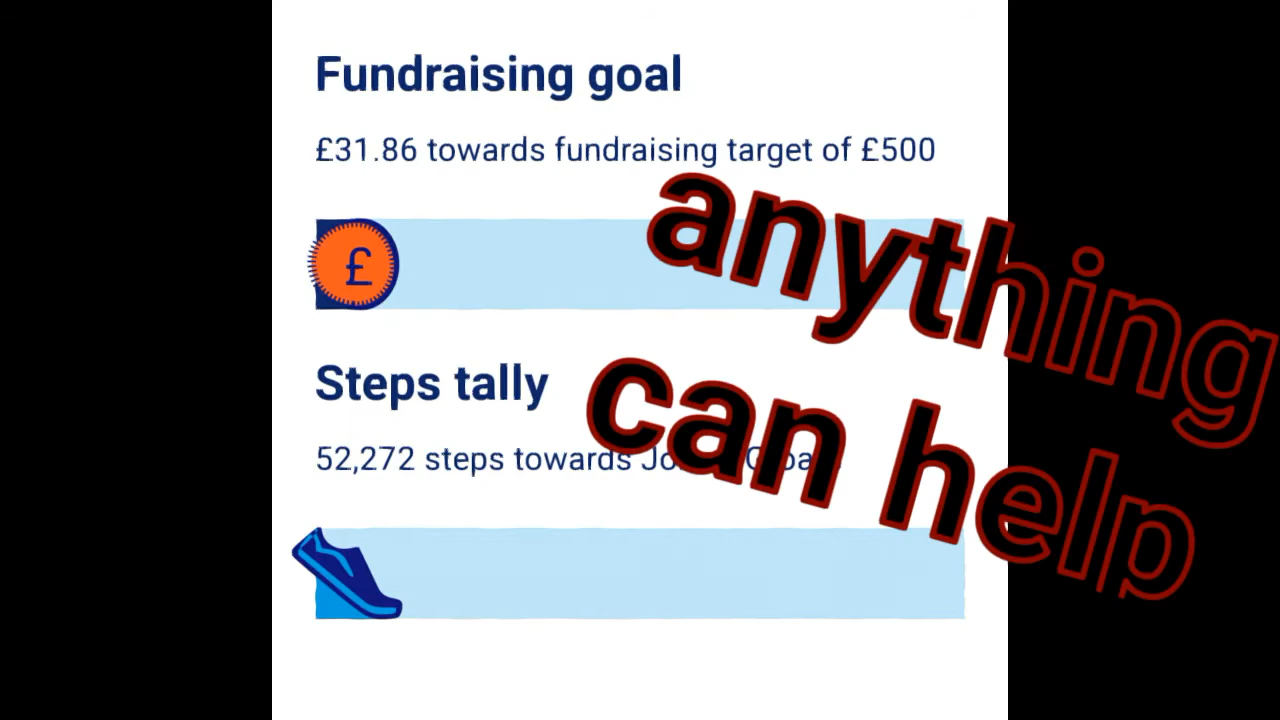 Fundraising goal
£31.86 towards fundraising target of £500
£
anything
Steps tally
can help
52,272 steps towards